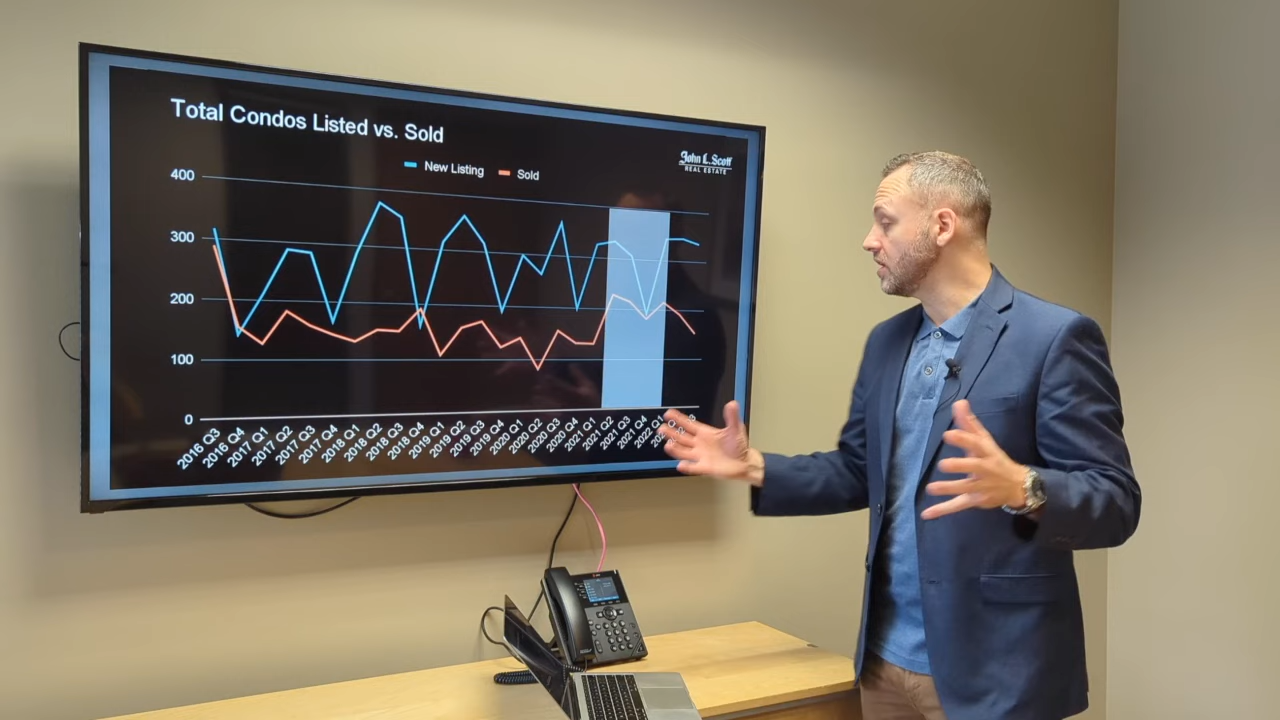 Total Condos Listed vs. Sold
John L. Scott
REAL ESTATE
New Listing
Sold
400
300
200
100
0
2016 Q3
2016 Q4
2017 Q1
2017 Q2
2017 Q3
2017 Q4
2018 Q1
2018 Q2
2018 Q3
2018 Q4
2019 Q1
2019 Q2
2019 Q3
2019 Q4
2020 Q1
2020 Q2
2020 Q3
2021 Q1
2021 Q2
2021 Q3
2021 Q4
2022 Q1